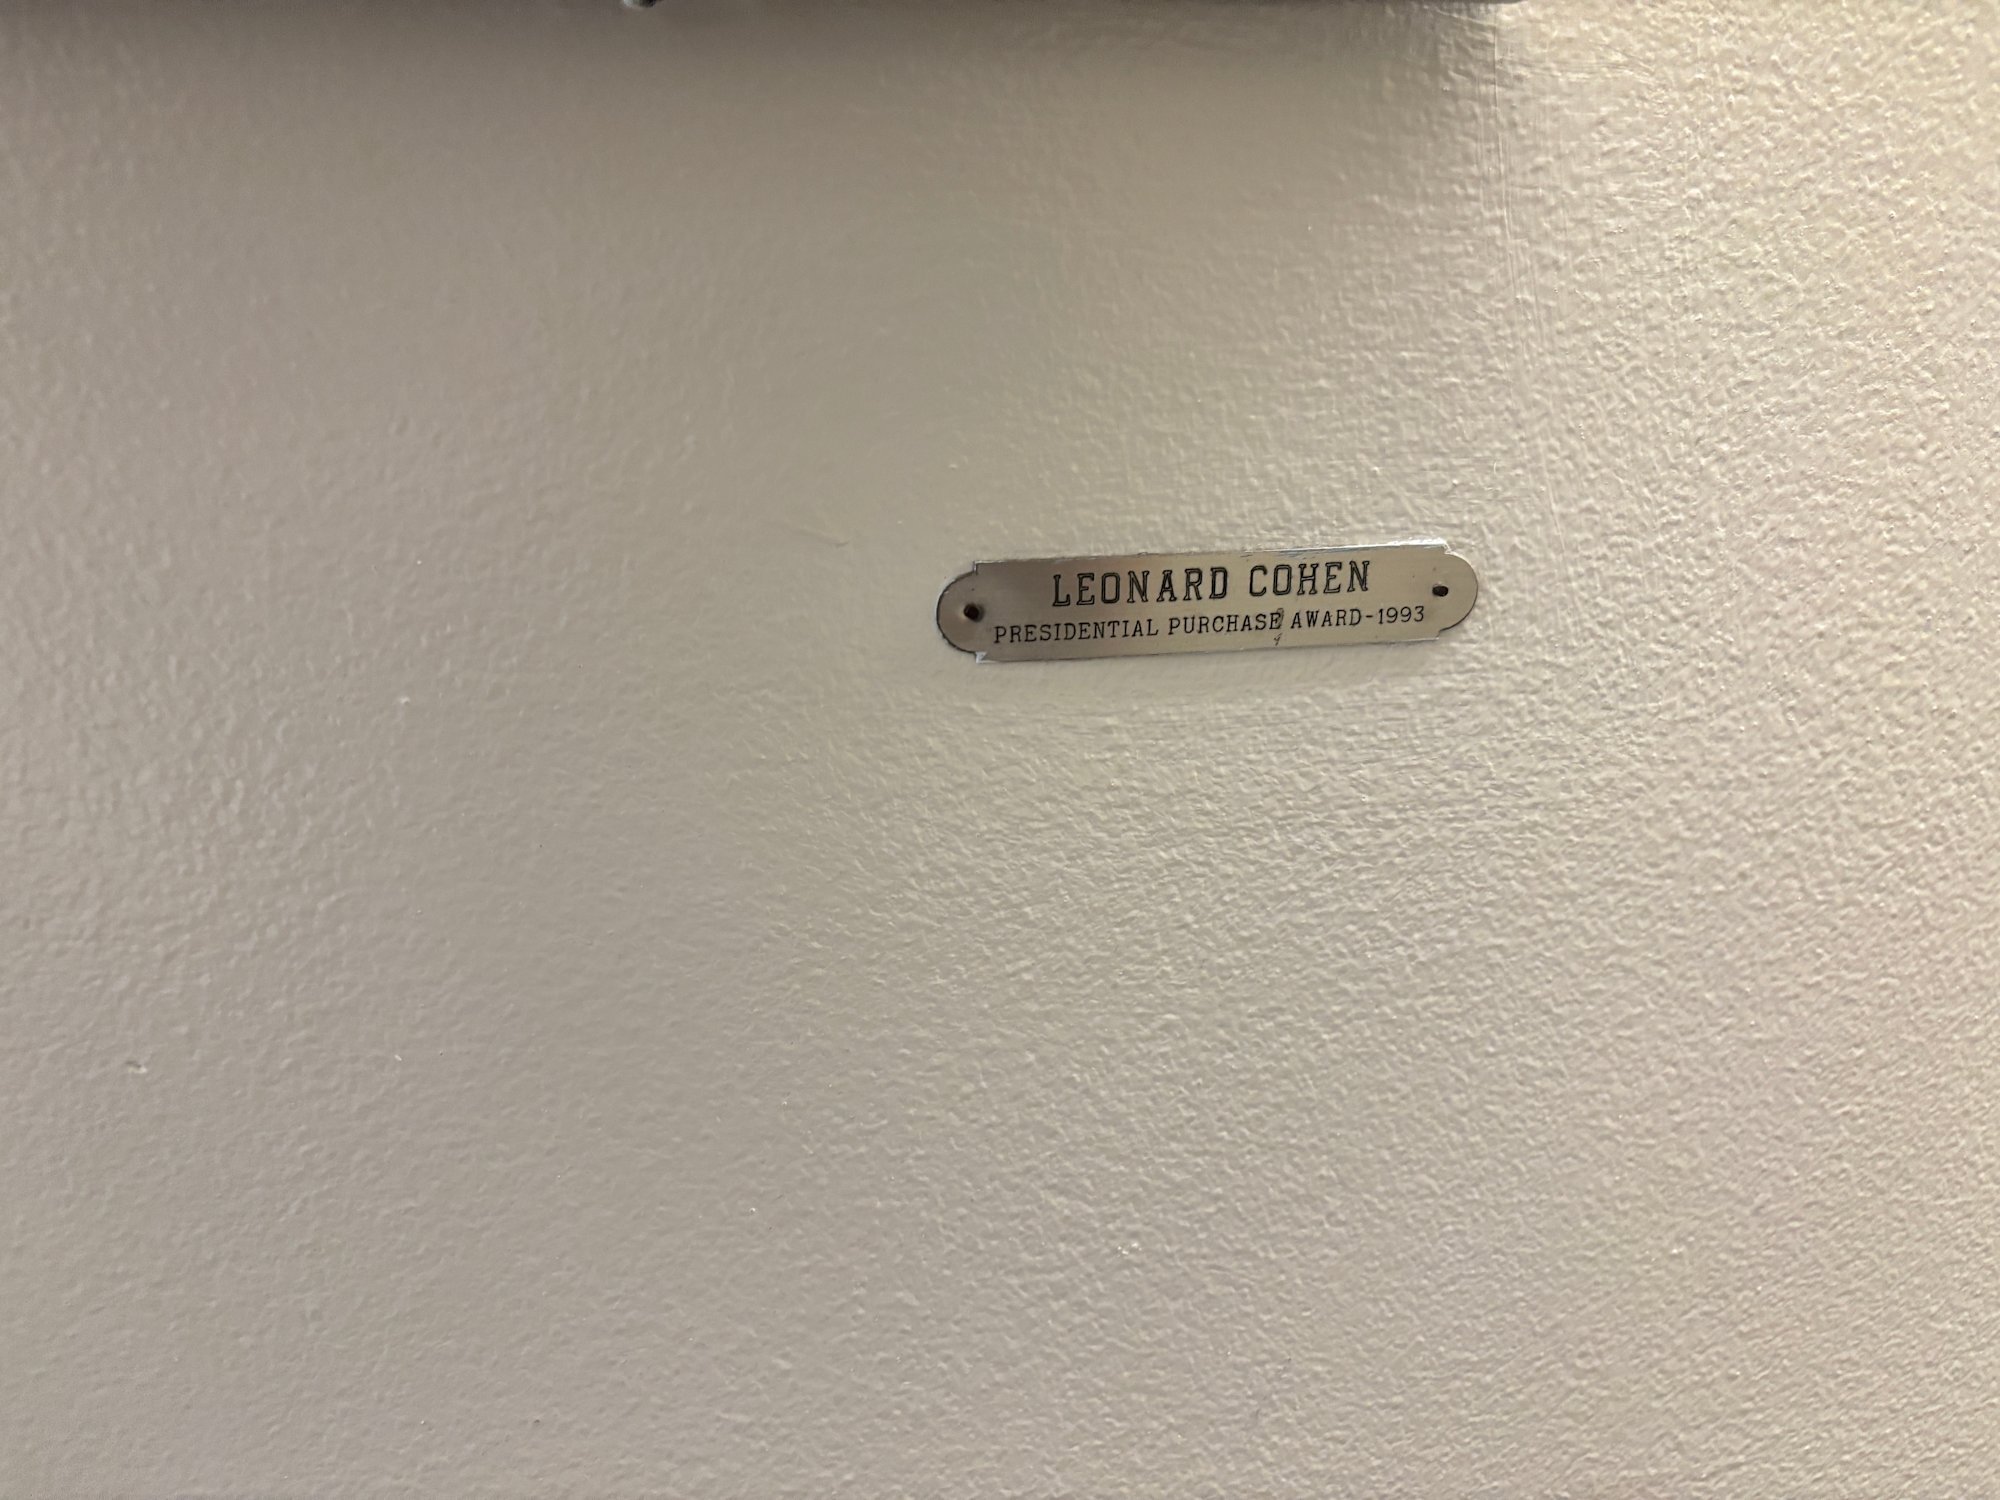 LEONARD COHEN
PRESIDENTIAL PURCHASE AWARD-1993